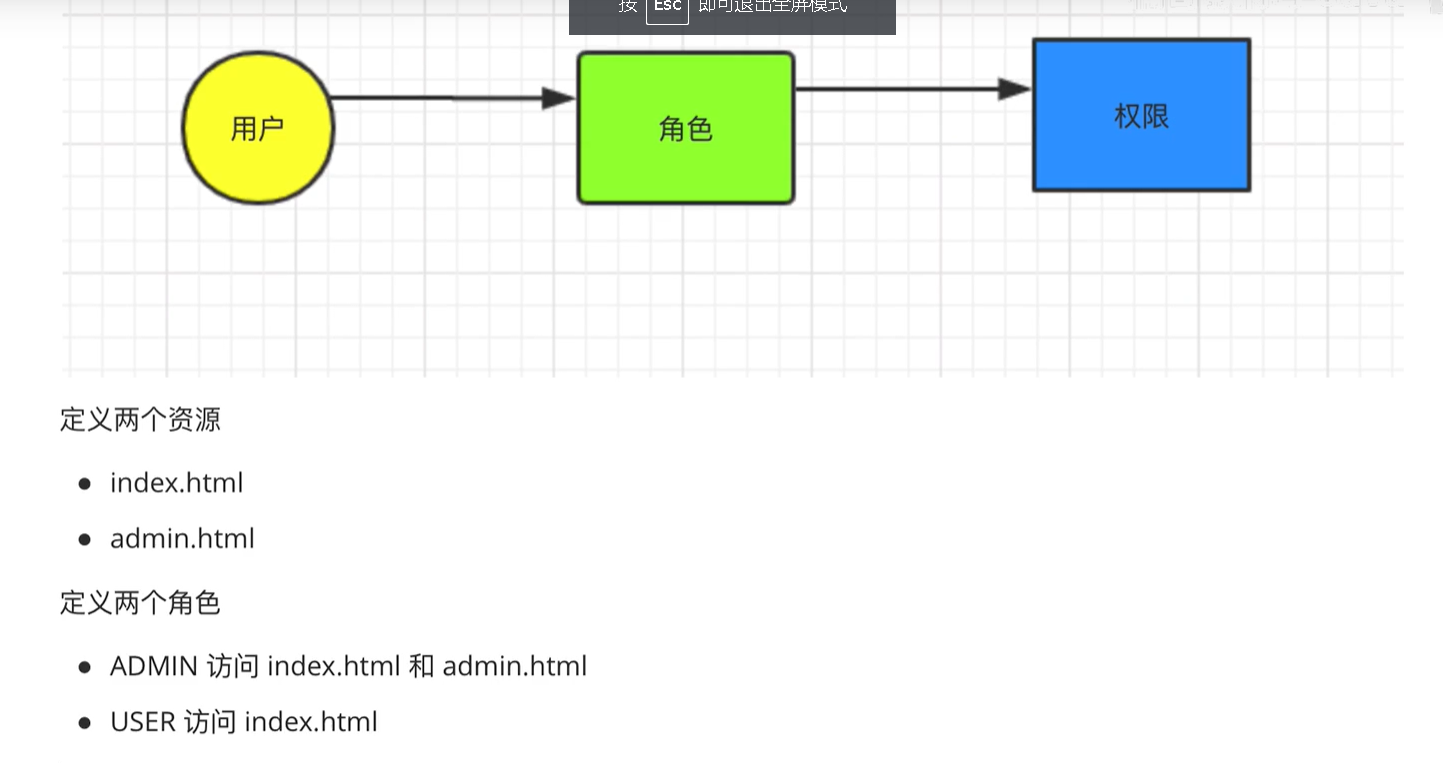 按 Esc 即可退出全屏模式
用户
角色
权限
定义两个资源
index.html
admin.html
定义两个角色
ADMIN 访问 index.html 和 admin.html
USER 访问 index.html